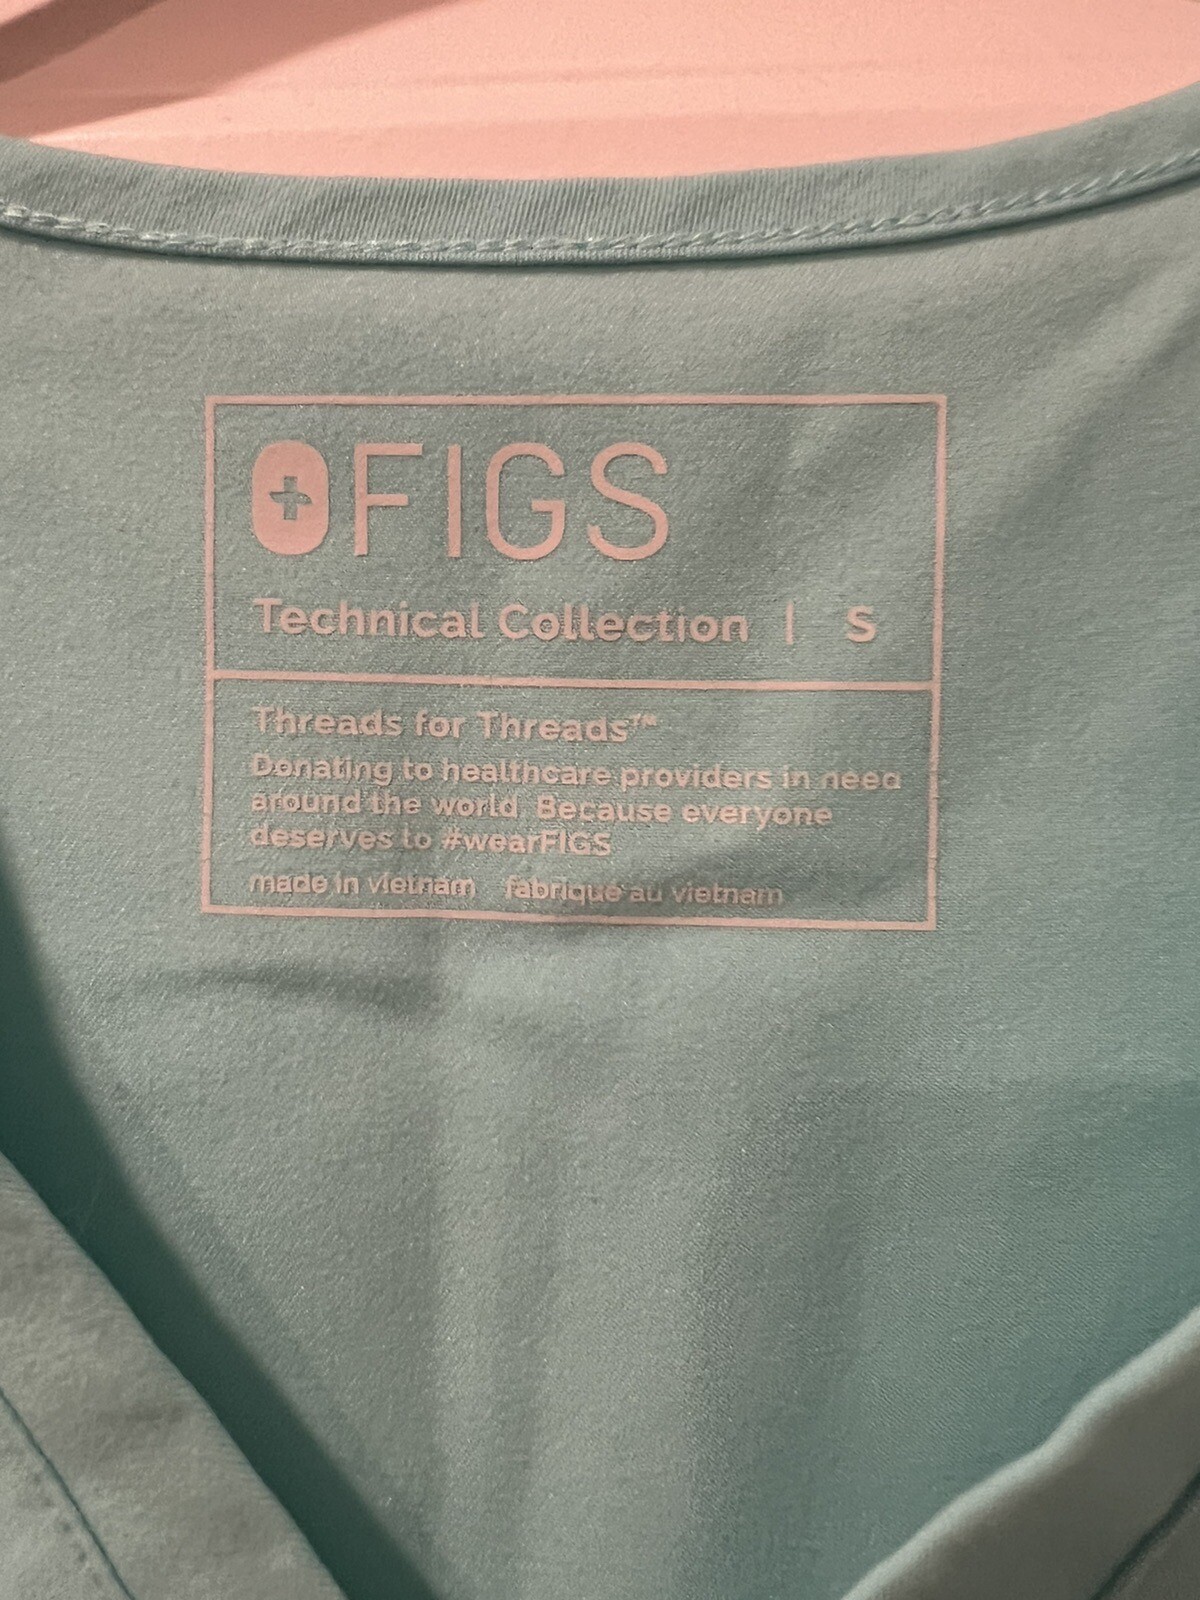 FIGS
Technical Collection | S
Threads for Threads™
Donating to healthcare providers in need
around the world. Because everyone
deserves to #wearFIGS.
made in vietnam fabriqué au vietnam